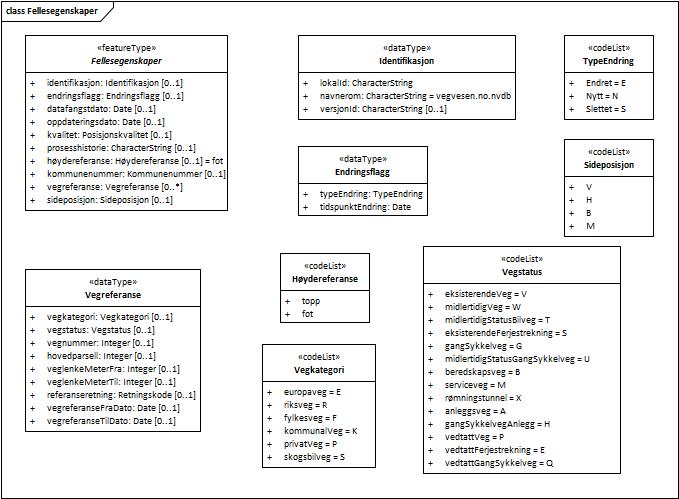 class Fellesegenskaper
«featureType»
Fellesegenskaper
+ identifikasjon: Identifikasjon [0..1]
+ endringsflagg: Endringsflagg [0..1]
+ datafangstdato: Date [0..1]
+ oppdateringsdato: Date [0..1]
+ kvalitet: Posisjonskvalitet [0..1]
+ prosesshistorie: CharacterString [0..1]
+ høydereferanse: Høydereferanse [0..1] = fot
+ kommunenummer: Kommunenummer [0..1]
+ vegreferanse: Vegreferanse [0..*]
+ sideposisjon: Sideposisjon [0..1]
«dataType»
Identifikasjon
+ lokalId: CharacterString
+ navnerom: CharacterString = vegvesen.no.nvdb
+ versjonId: CharacterString [0..1]
«codeList»
TypeEndring
+ Endret = E
+ Nytt = N
+ Slettet = S
«dataType»
Endringsflagg
+ typeEndring: TypeEndring
+ tidspunktEndring: Date
«codeList»
Sideposisjon
+ V
+ H
+ B
+ M
«dataType»
Vegreferanse
+ vegkategori: Vegkategori [0..1]
+ vegstatus: Vegstatus [0..1]
+ vegnummer: Integer [0..1]
+ hovedparsell: Integer [0..1]
+ veglenkeMeterFra: Integer [0..1]
+ veglenkeMeterTil: Integer [0..1]
+ referanseretning: Retningskode [0..1]
+ vegreferanseFraDato: Date [0..1]
+ vegreferanseTilDato: Date [0..1]
«codeList»
Høydereferanse
+ topp
+ fot
«codeList»
Vegkategori
+ europaveg = E
+ riksveg = R
+ fylkesveg = F
+ kommunalVeg = K
+ privatVeg = P
+ skogsbilveg = S
«codeList»
Vegstatus
+ eksisterendeVeg = V
+ midlertidigVeg = W
+ midlertidigStatusBilveg = T
+ eksisterendeFerjestrekning = S
+ gangSykkelveg = G
+ midlertidigStatusGangSykkelveg = U
+ beredskapsveg = B
+ serviceveg = M
+ rømningstunnel = X
+ anleggsveg = A
+ gangSykkelvegAnlegg = H
+ vedtattVeg = P
+ vedtattFerjestrekning = E
+ vedtattGangSykkelveg = Q